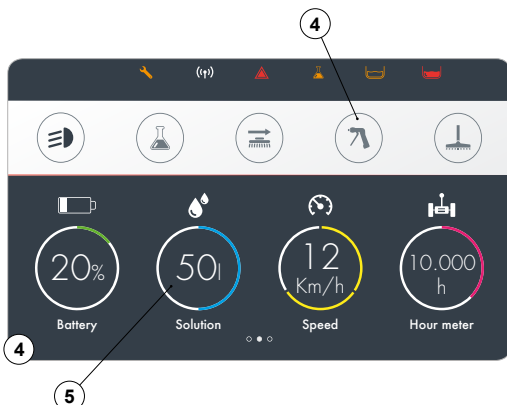 4
20%
50l
12
Km/h
10.000
h
Battery
Solution
Speed
Hour meter
4
5